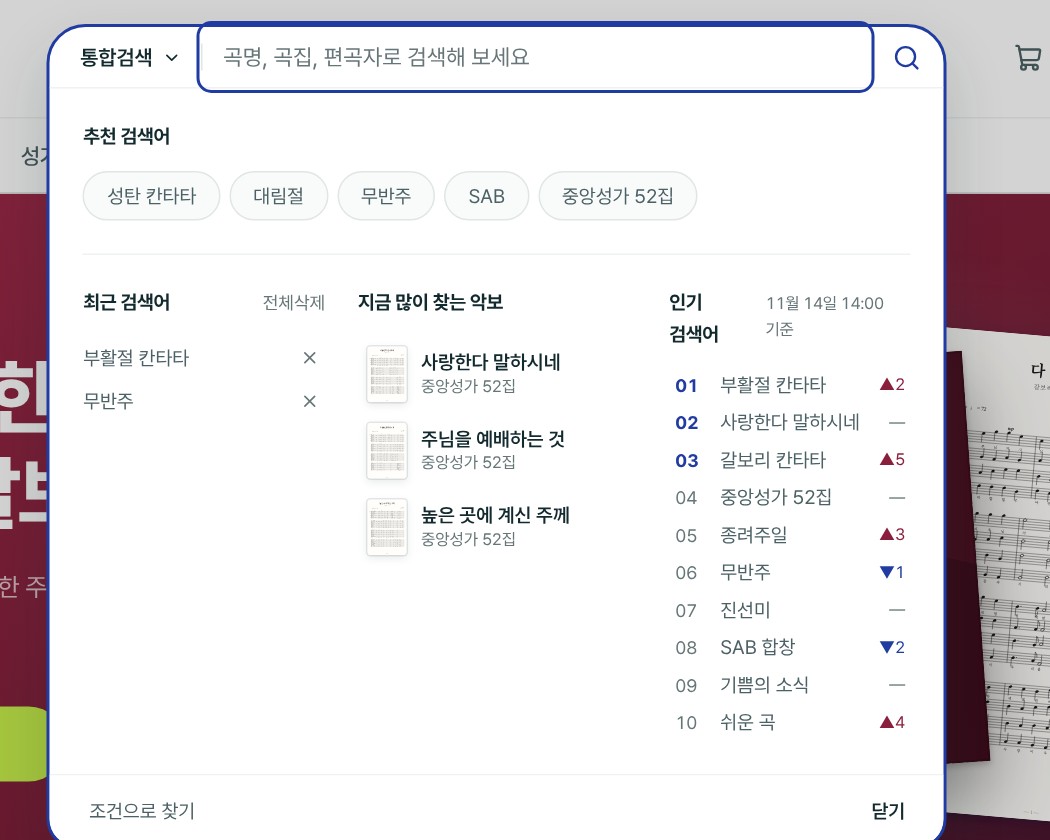 통합검색
곡명, 곡집, 편곡자로 검색해 보세요
추천 검색어
성탄 칸타타
대림절
무반주
SAB
중앙성가 52집
최근 검색어
전체삭제
부활절 칸타타
무반주
지금 많이 찾는 악보
사랑한다 말하시네
중앙성가 52집
주님을 예배하는 것
중앙성가 52집
높은 곳에 계신 주께
중앙성가 52집
인기
검색어
11월 14일 14:00
기준
01 부활절 칸타타 ▲2
02 사랑한다 말하시네 —
03 갈보리 칸타타 ▲5
04 중앙성가 52집 —
05 종려주일 ▲3
06 무반주 ▼1
07 진선미 —
08 SAB 합창 ▼2
09 기쁨의 소식 —
10 쉬운 곡 ▲4
조건으로 찾기
닫기
한 주
다